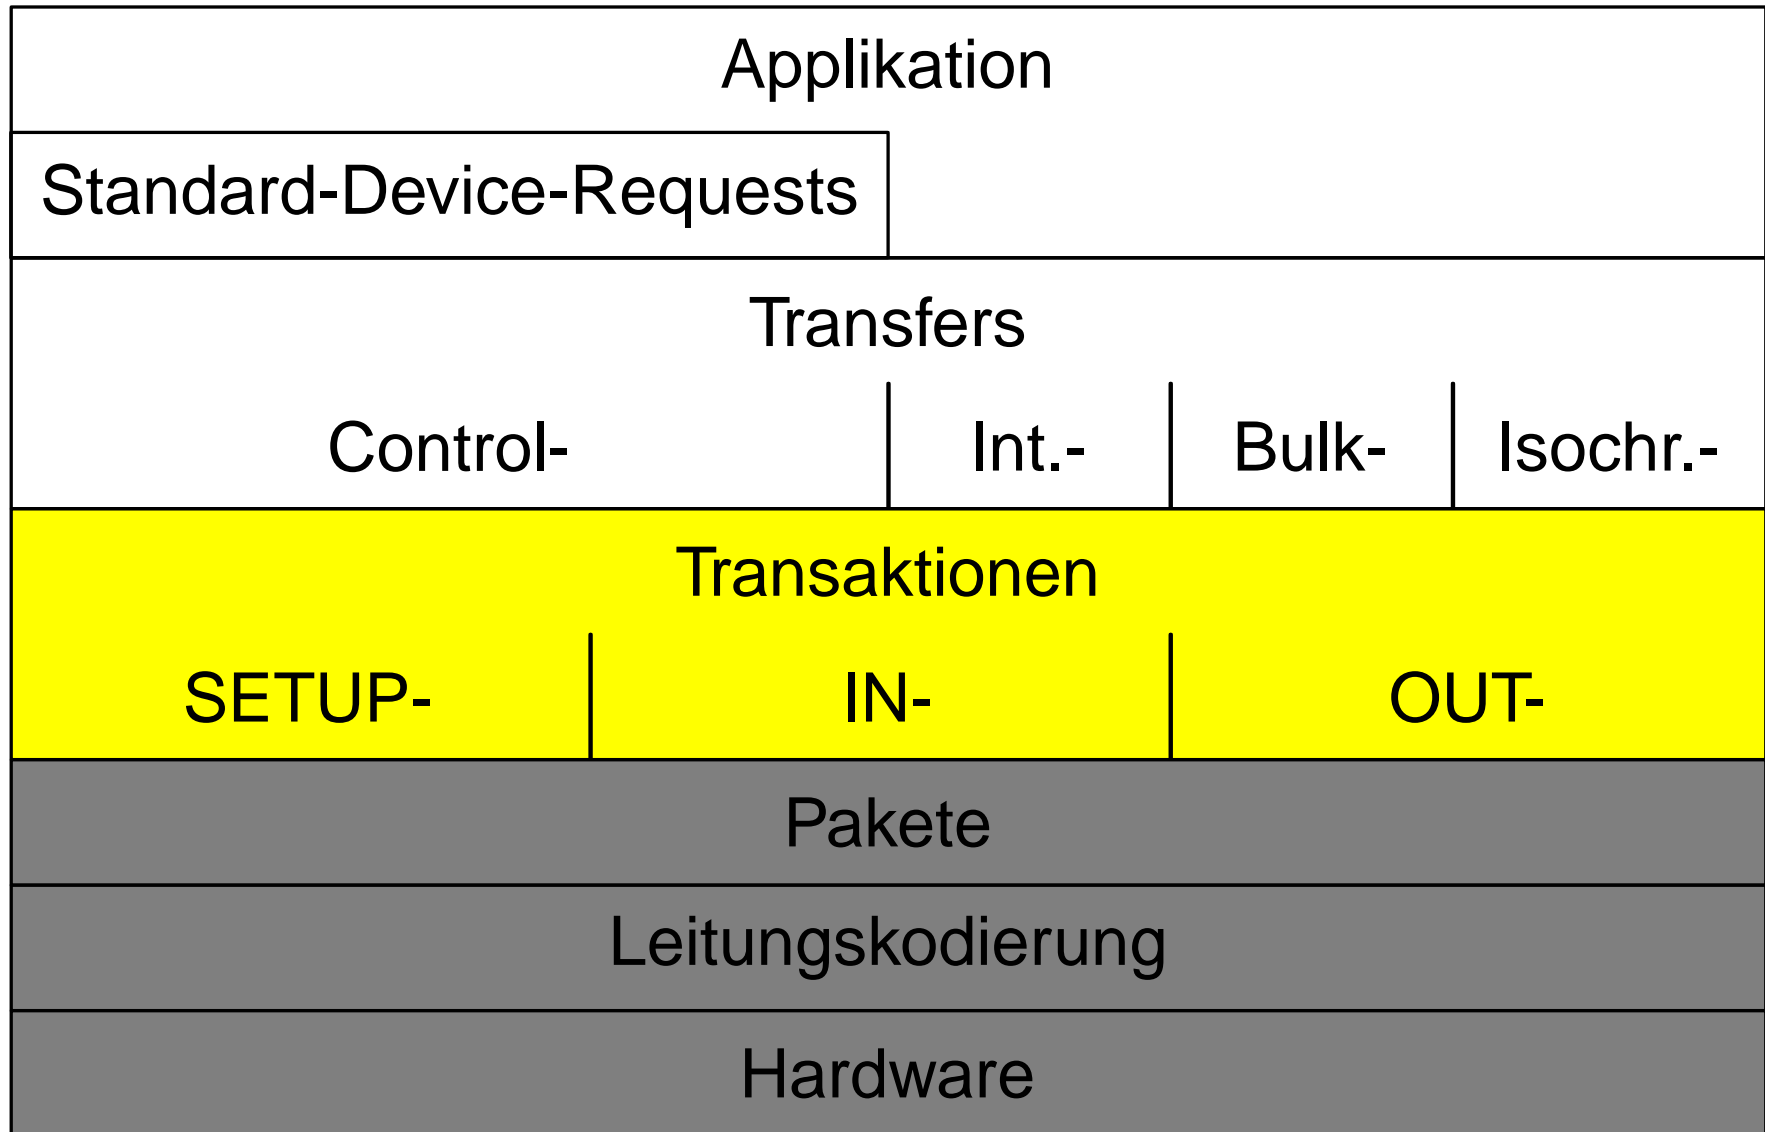 Applikation
Standard-Device-Requests
Transfers
Control- Int.- Bulk- Isochr.-
Transaktionen
SETUP- IN- OUT-
Pakete
Leitungskodierung
Hardware